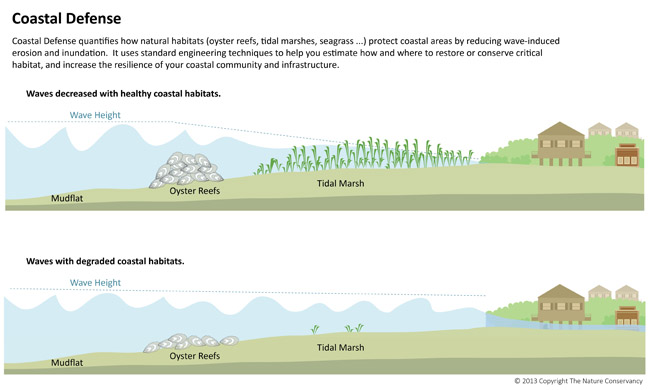 Coastal Defense
Coastal Defense quantifies how natural habitats (oyster reefs, tidal marshes, seagrass ...) protect coastal areas by reducing wave-induced
erosion and inundation.  It uses standard engineering techniques to help you estimate how and where to restore or conserve critical
habitat, and increase the resilience of your coastal community and infrastructure.
Waves decreased with healthy coastal habitats.
Wave Height
Oyster Reefs
Tidal Marsh
Mudflat
Waves with degraded coastal habitats.
Wave Height
Oyster Reefs
Tidal Marsh
Mudflat
© 2013 Copyright The Nature Conservancy